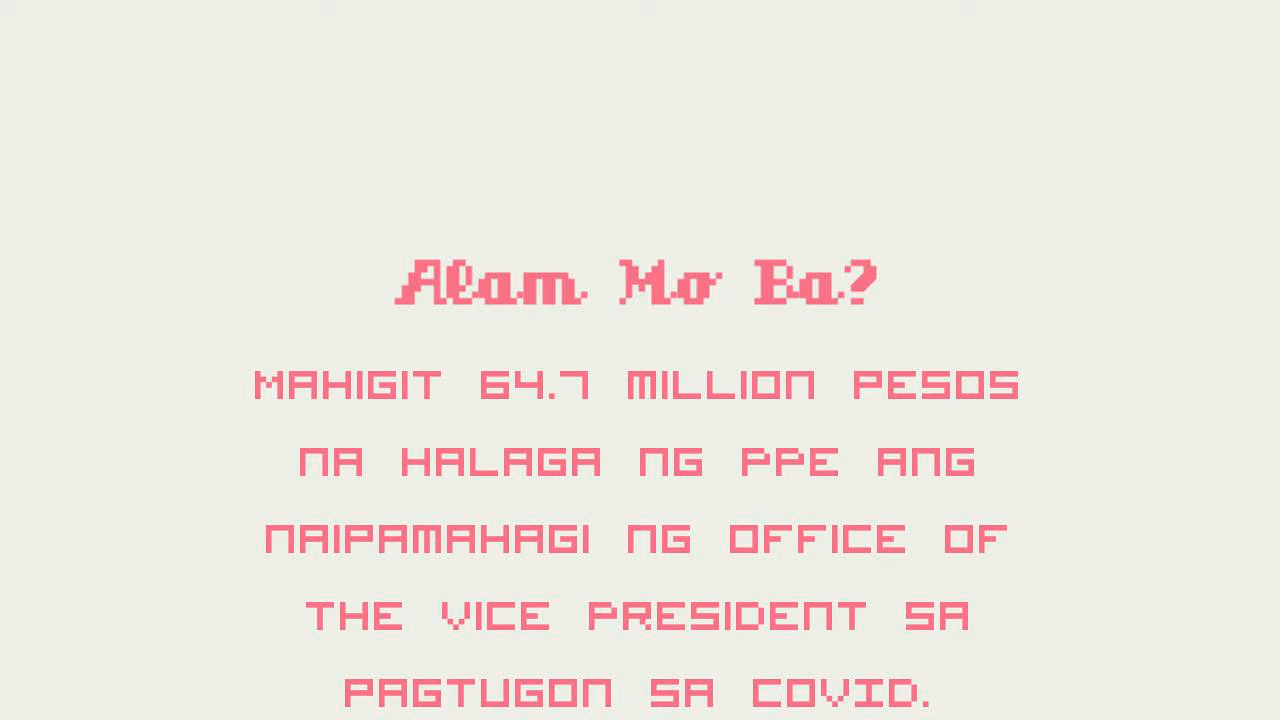 Alam Mo Ba?
MAHIGIT 64.7 MILLION PESOS
NA HALAGA NG PPE ANG
NAIPAMAHAGI NG OFFICE OF
THE VICE PRESIDENT SA
PAGTUGON SA COVID.